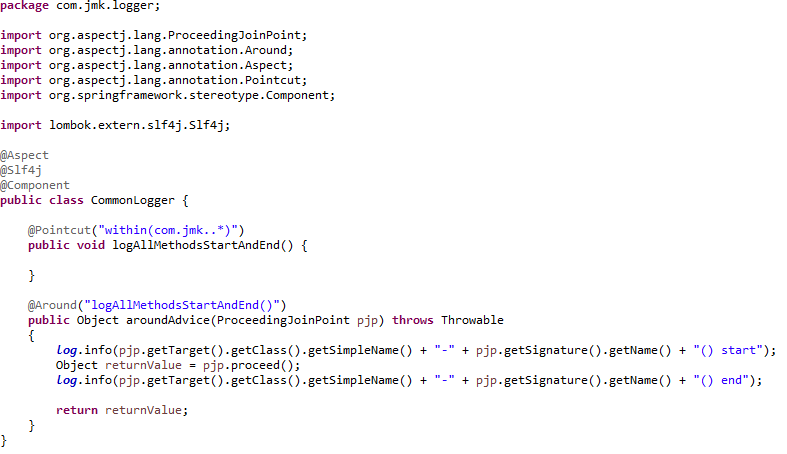 package com.jmk.logger;
import org.aspectj.lang.ProceedingJoinPoint;
import org.aspectj.lang.annotation.Around;
import org.aspectj.lang.annotation.Aspect;
import org.aspectj.lang.annotation.Pointcut;
import org.springframework.stereotype.Component;
import lombok.extern.slf4j.Slf4j;
@Aspect
@Slf4j
@Component
public class CommonLogger {
@Pointcut("within(com.jmk..*)")
public void logAllMethodsStartAndEnd() {
}
@Around("logAllMethodsStartAndEnd()")
public Object aroundAdvice(ProceedingJoinPoint pjp) throws Throwable
{
log.info(pjp.getTarget().getClass().getSimpleName() + "-" + pjp.getSignature().getName() + "() start");
Object returnValue = pjp.proceed();
log.info(pjp.getTarget().getClass().getSimpleName() + "-" + pjp.getSignature().getName() + "() end");
return returnValue;
}
}